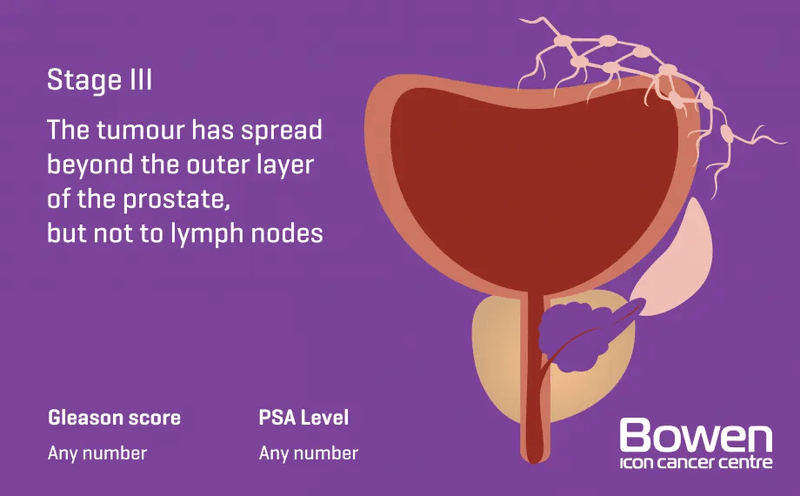 Stage III
The tumour has spread
beyond the outer layer
of the prostate,
but not to lymph nodes
Gleason score
Any number
PSA Level
Any number
Bowen
icon cancer centre